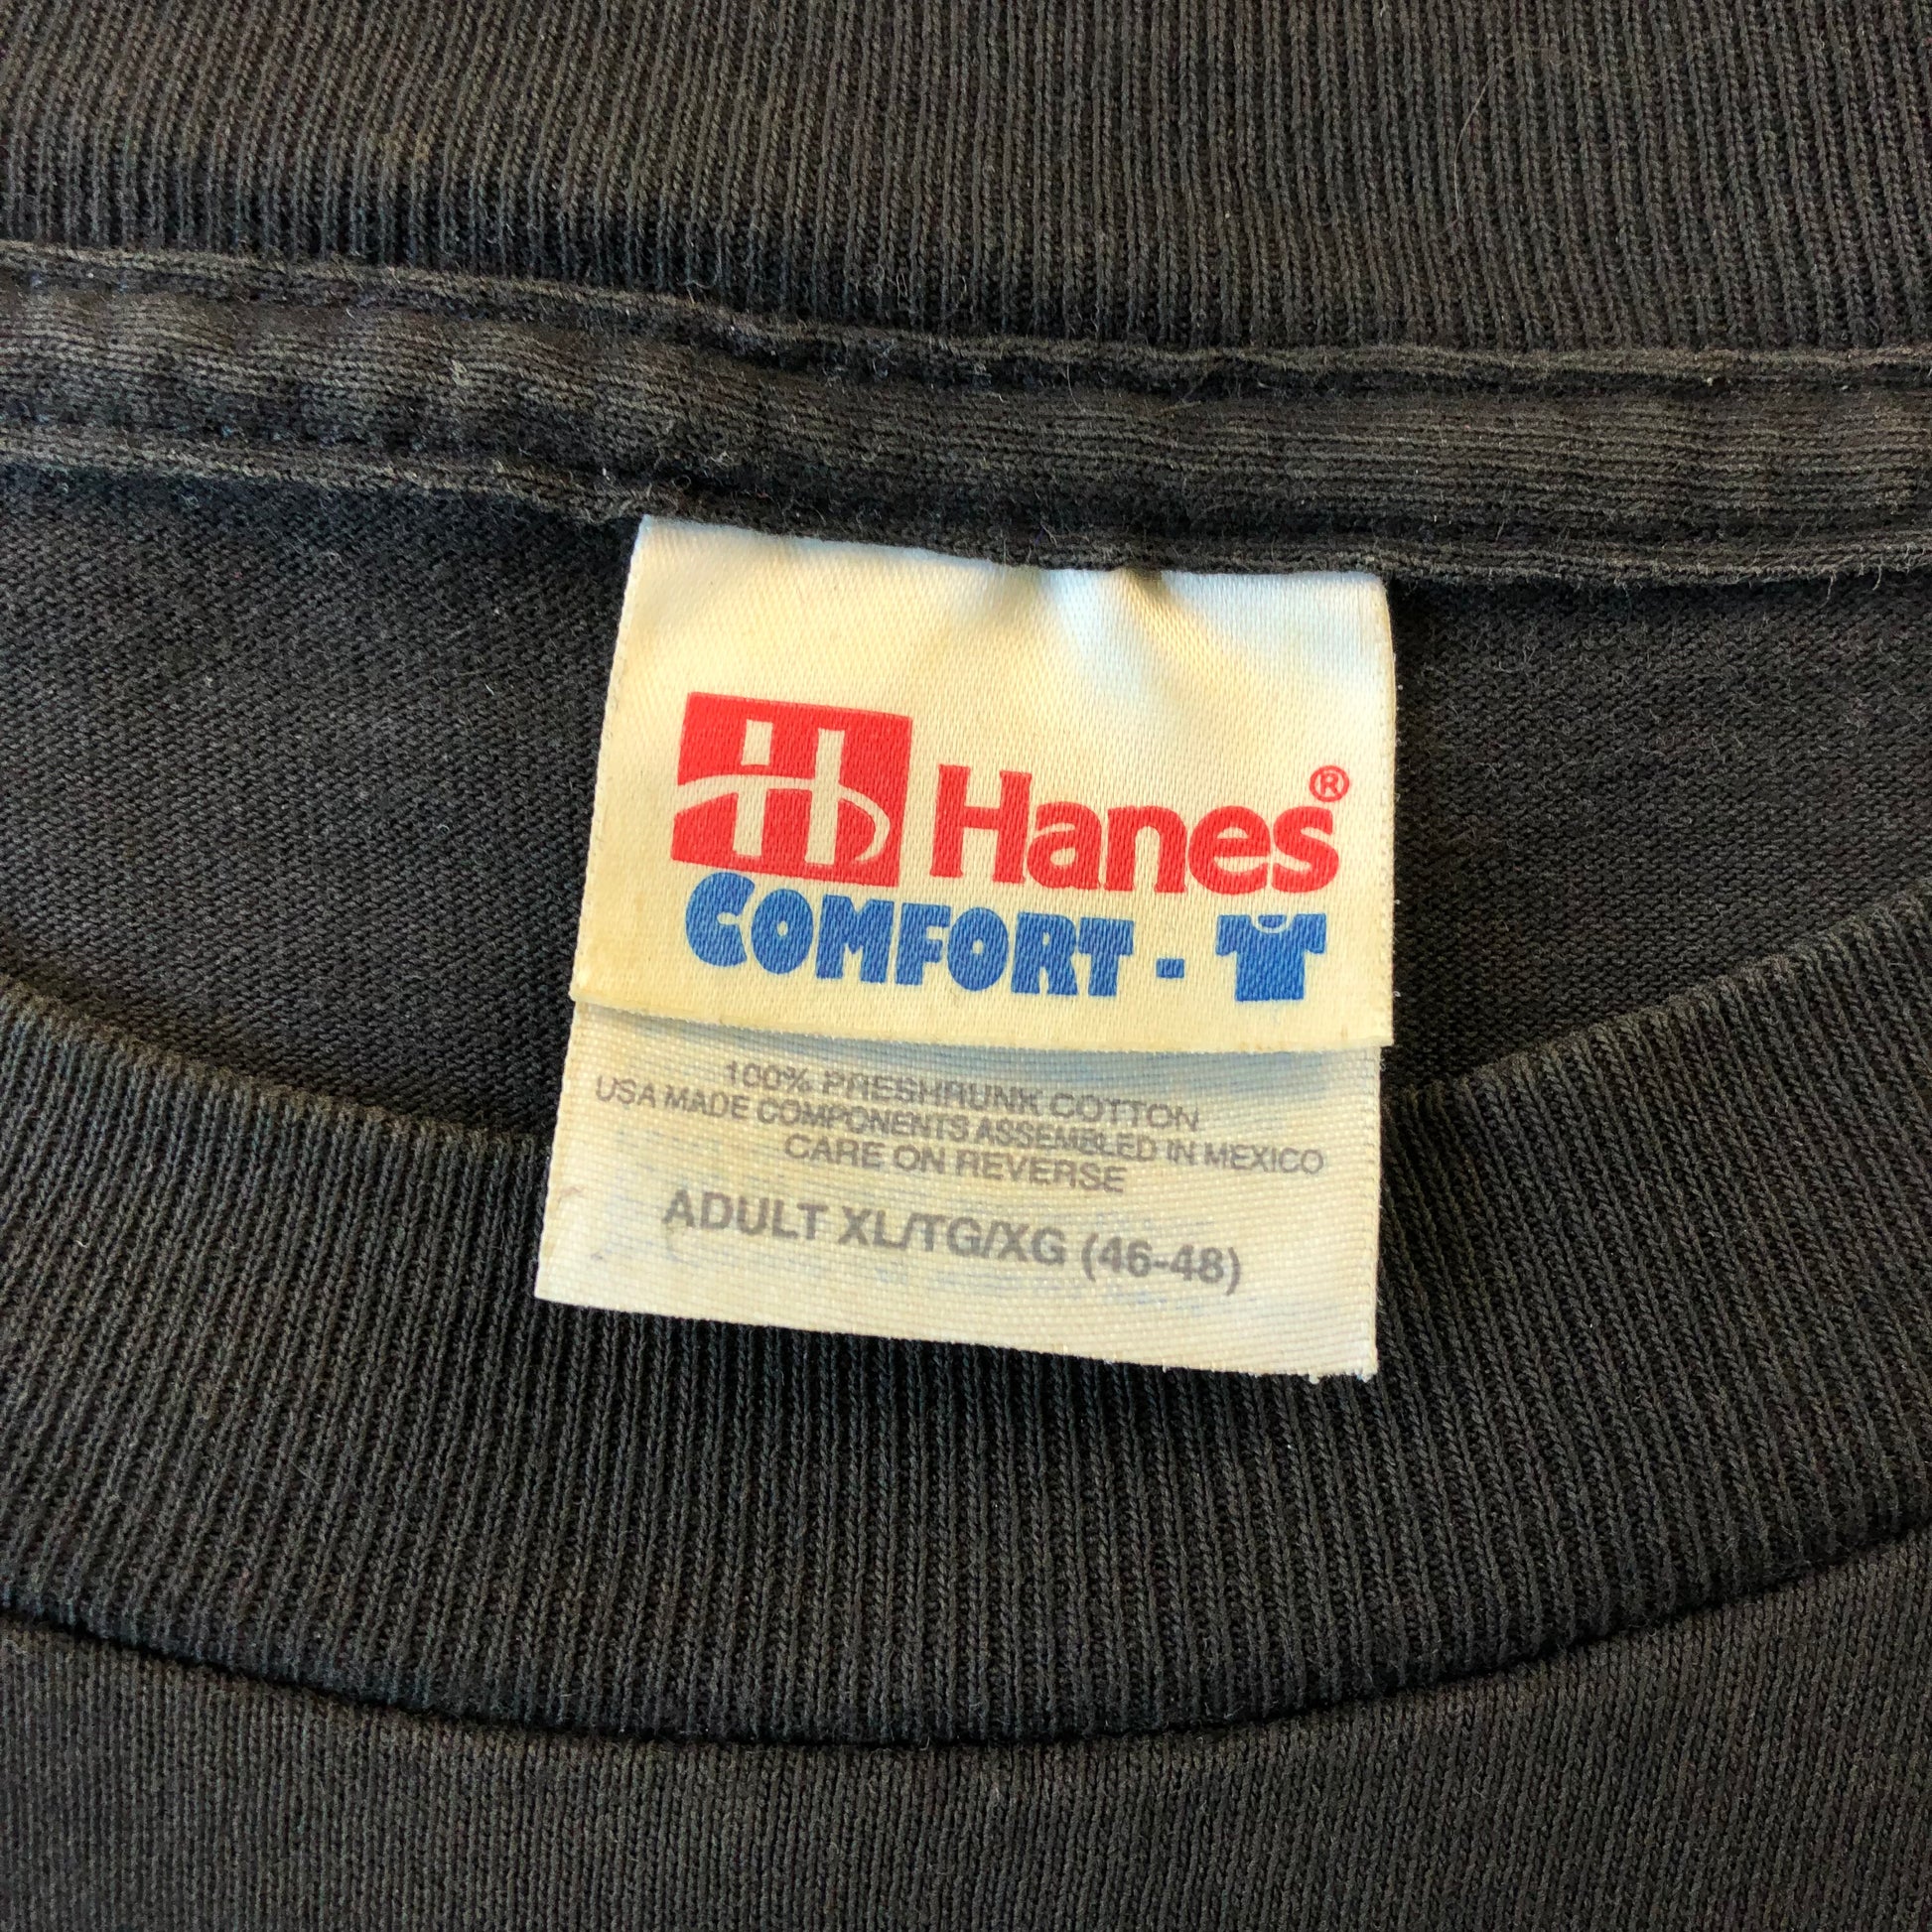 H Hanes®
COMFORT -
100% PRESHRUNK COTTON
USA MADE COMPONENTS ASSEMBLED IN MEXICO
CARE ON REVERSE
ADULT XL/TG/XG (46-48)